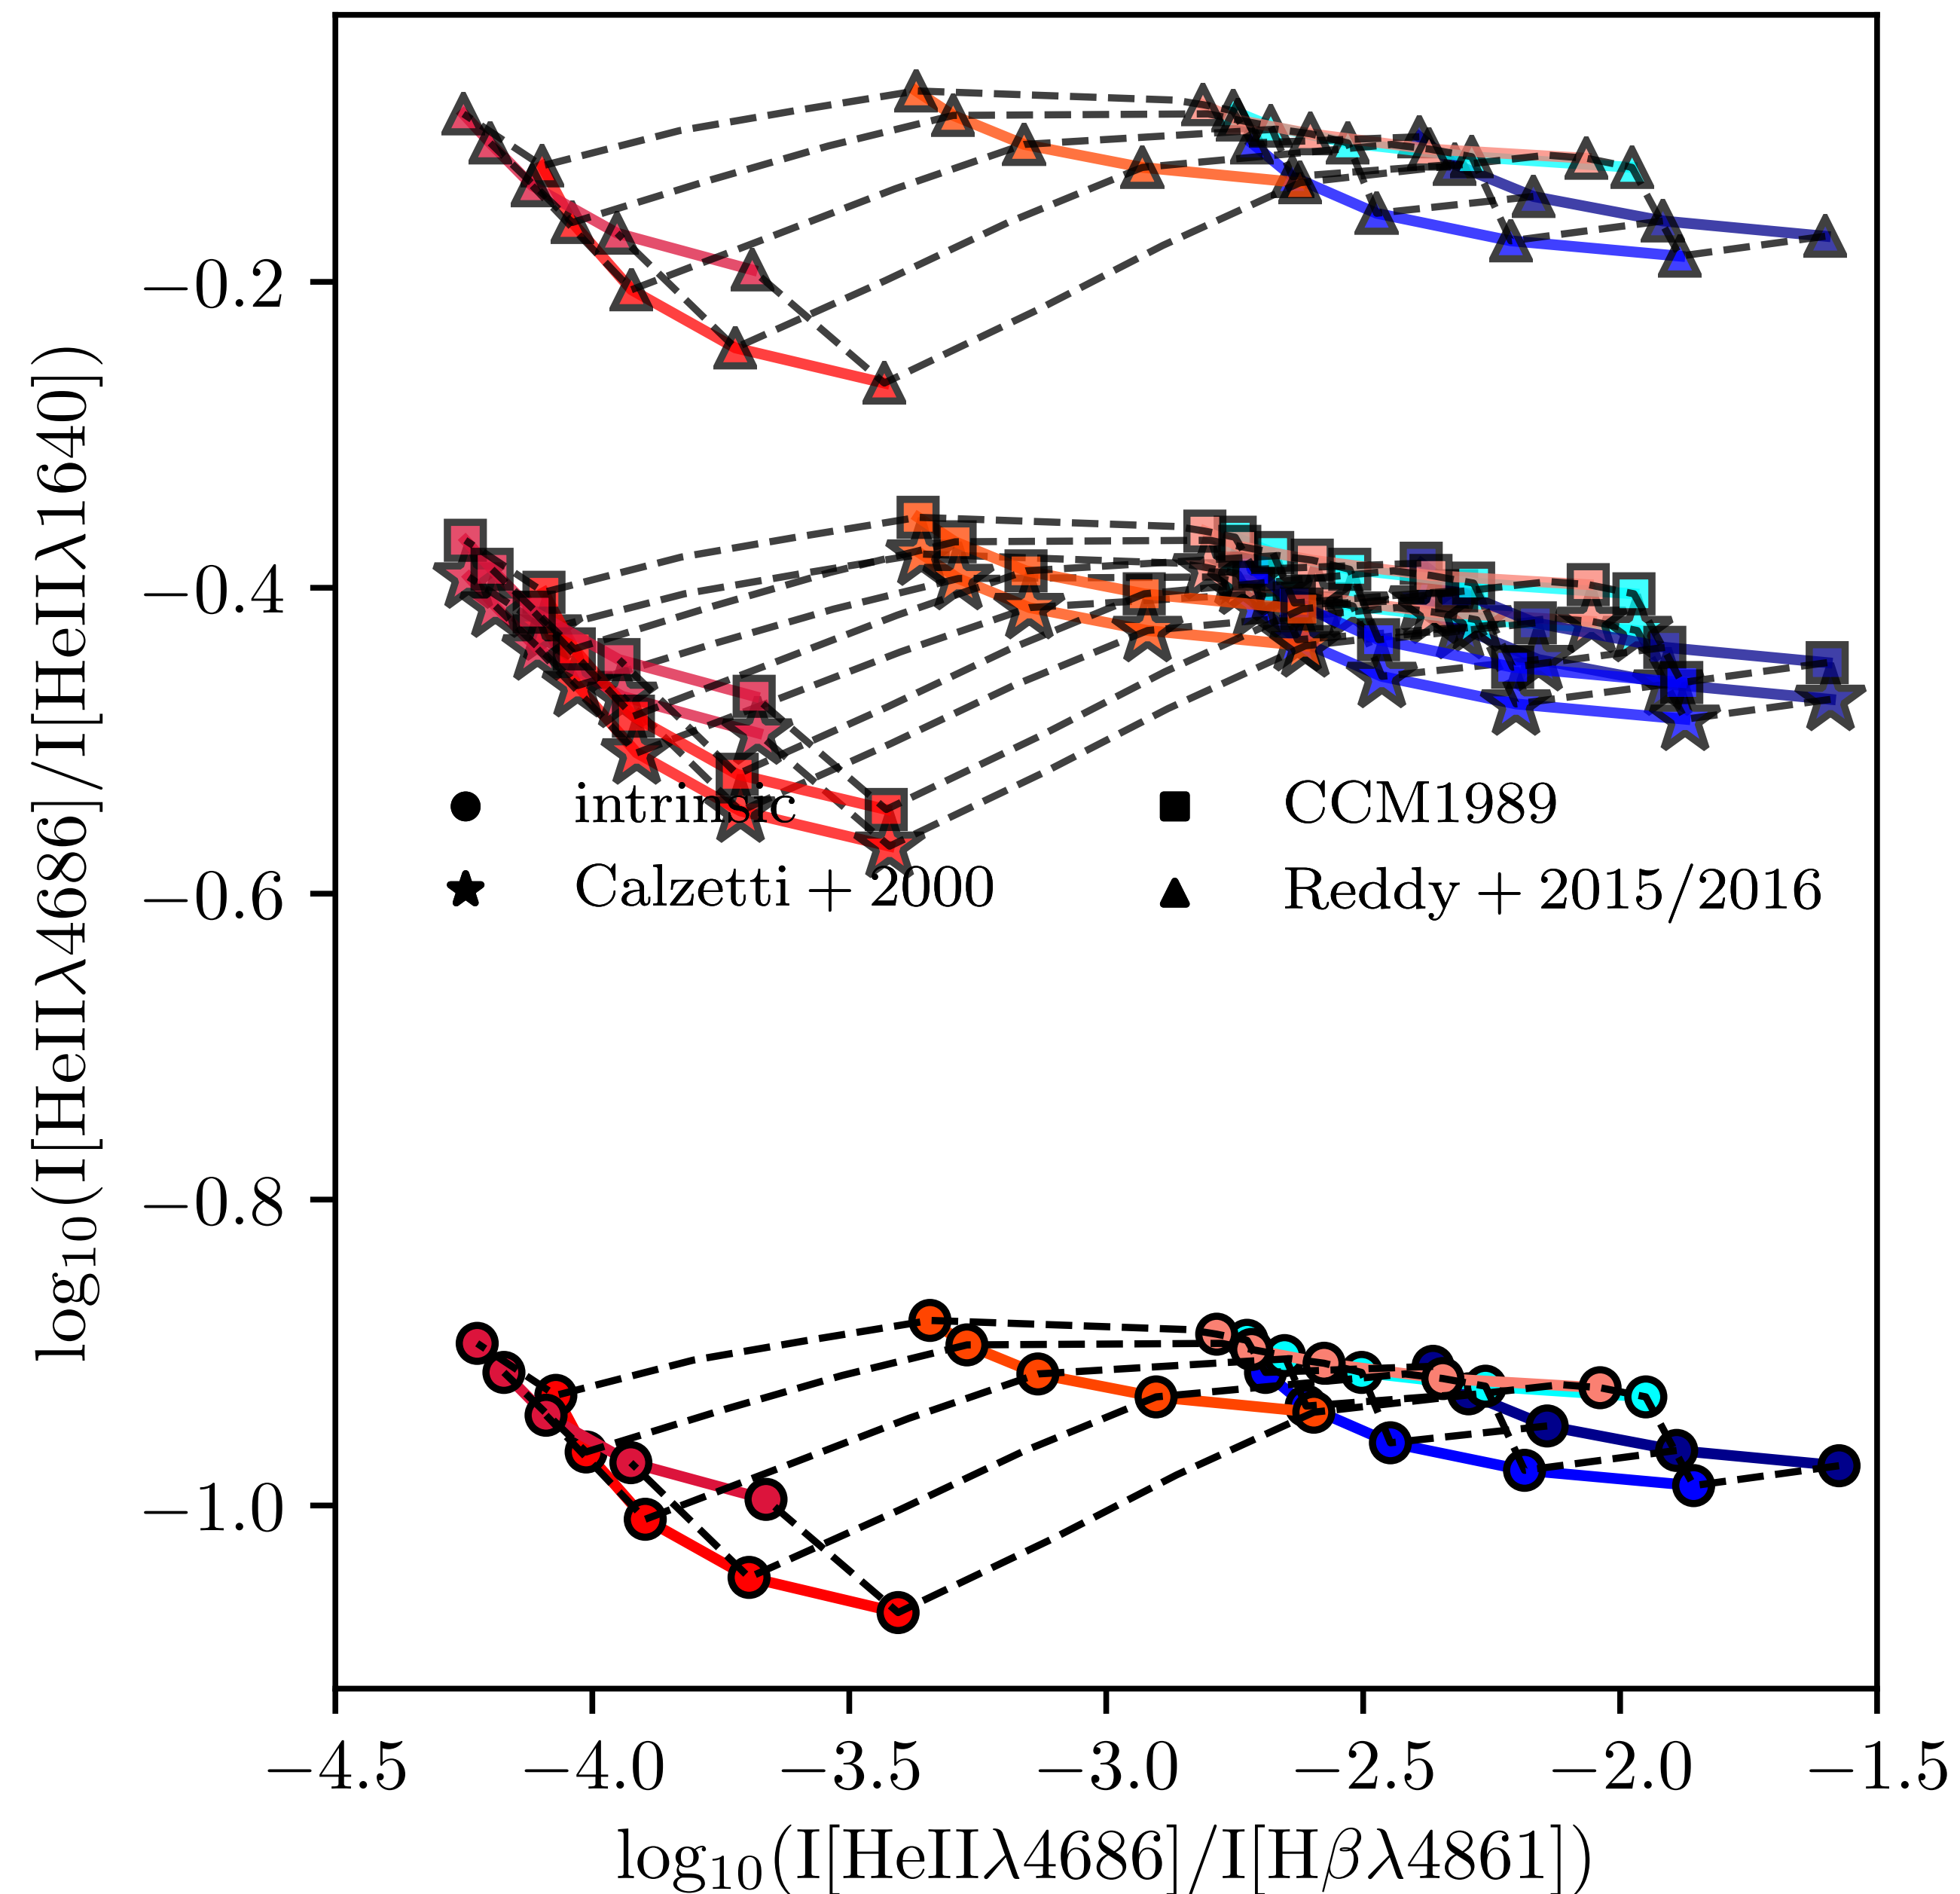 log₁₀(I[HeIIλ4686]/I[HeIIλ1640])
−0.2
−0.4
−0.6
−0.8
−1.0
intrinsic
Calzetti + 2000
CCM1989
Reddy + 2015/2016
−4.5 −4.0 −3.5 −3.0 −2.5 −2.0 −1.5
log₁₀(I[HeIIλ4686]/I[Hβλ4861])